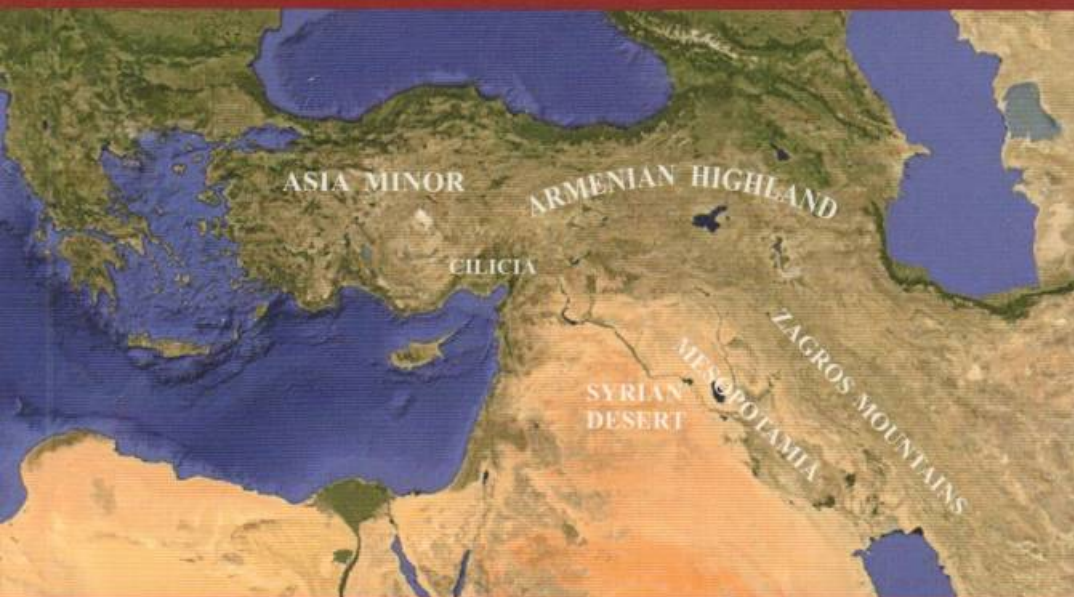 ASIA MINOR
ARMENIAN HIGHLAND
CILICIA
ZAGROS MOUNTAINS
MESOPOTAMIA
SYRIAN
DESERT